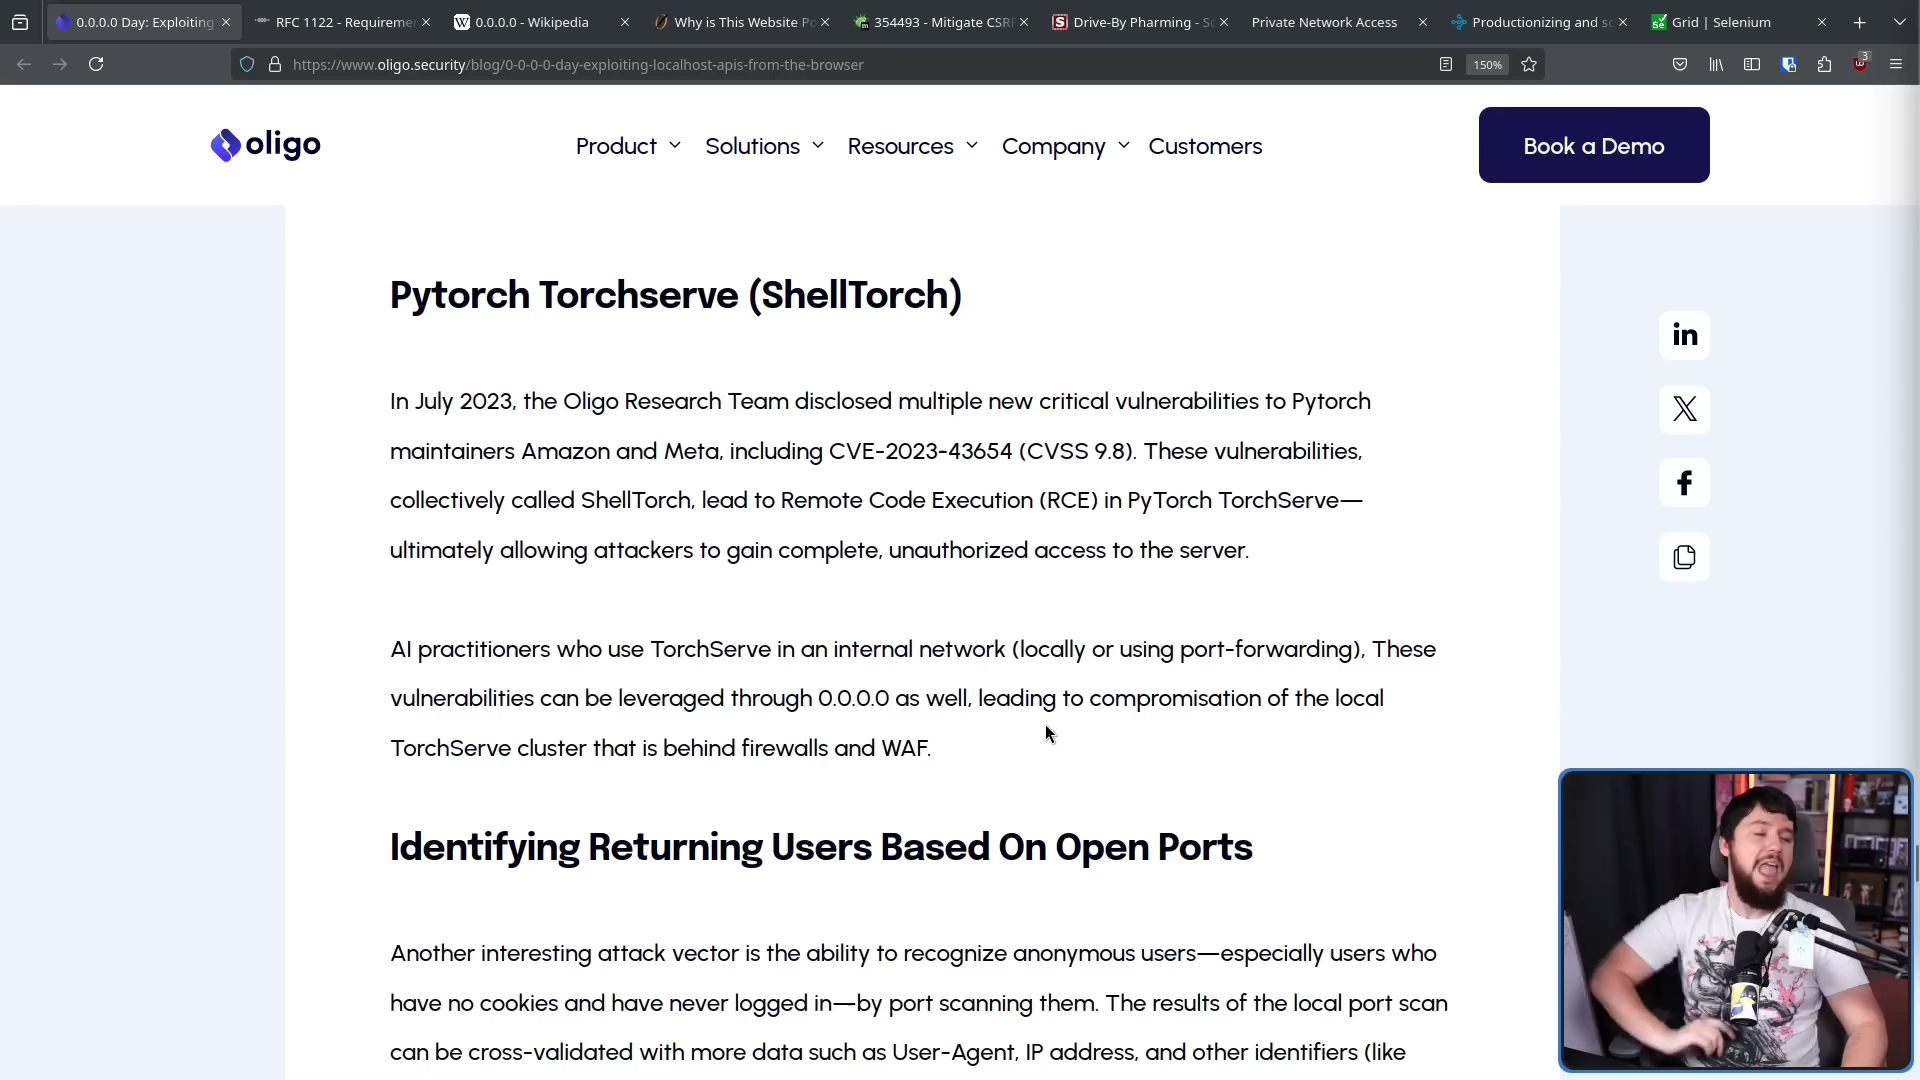 0.0.0.0 Day: Exploiting
RFC 1122 - Requireme
0.0.0.0 - Wikipedia
Why is This Website Po
354493 - Mitigate CSRF
Drive-By Pharming - Sc
Private Network Access
Productionizing and sc
Grid | Selenium
https://www.oligo.security/blog/0-0-0-0-day-exploiting-localhost-apis-from-the-browser
150%
3
oligo
Product
Solutions
Resources
Company
Customers
Book a Demo
Pytorch Torchserve (ShellTorch)
In July 2023, the Oligo Research Team disclosed multiple new critical vulnerabilities to Pytorch
maintainers Amazon and Meta, including CVE-2023-43654 (CVSS 9.8). These vulnerabilities,
collectively called ShellTorch, lead to Remote Code Execution (RCE) in PyTorch TorchServe—
ultimately allowing attackers to gain complete, unauthorized access to the server.
AI practitioners who use TorchServe in an internal network (locally or using port-forwarding), These
vulnerabilities can be leveraged through 0.0.0.0 as well, leading to compromisation of the local
TorchServe cluster that is behind firewalls and WAF.
Identifying Returning Users Based On Open Ports
Another interesting attack vector is the ability to recognize anonymous users—especially users who
have no cookies and have never logged in—by port scanning them. The results of the local port scan
can be cross-validated with more data such as User-Agent, IP address, and other identifiers (like